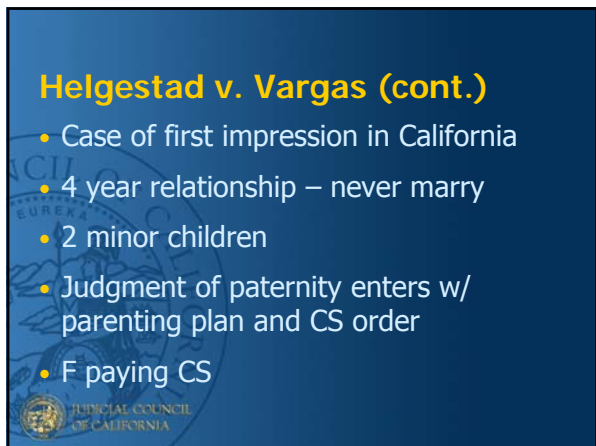 Helgestad v. Vargas (cont.)
• Case of first impression in California
• 4 year relationship – never marry
• 2 minor children
• Judgment of paternity enters w/
parenting plan and CS order
• F paying CS
JUDICIAL COUNCIL
OF CALIFORNIA
EUREKA